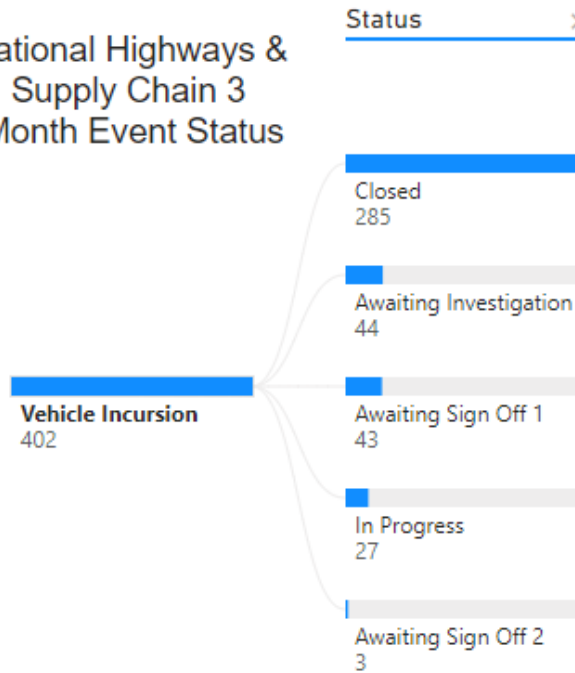 ational Highways &
Supply Chain 3
Month Event Status
Status
Closed
285
Awaiting Investigation
44
Vehicle Incursion
402
Awaiting Sign Off 1
43
In Progress
27
Awaiting Sign Off 2
3